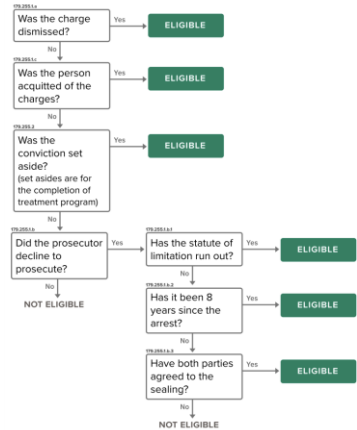 179.255.1.a
Was the charge
dismissed?
Yes
ELIGIBLE
No
179.255.1.c
Was the person
acquitted of the
charges?
Yes
ELIGIBLE
No
179.255.2
Was the
conviction set
aside?
(set asides are for
the completion of
treatment program)
Yes
ELIGIBLE
No
179.255.1.b
Did the prosecutor
decline to
prosecute?
Yes
No
NOT ELIGIBLE
179.255.1.b.1
Has the statute of
limitation run out?
Yes
ELIGIBLE
No
179.255.1.b.2
Has it been 8
years since the
arrest?
Yes
ELIGIBLE
No
179.255.1.b.3
Have both parties
agreed to the
sealing?
Yes
ELIGIBLE
No
NOT ELIGIBLE